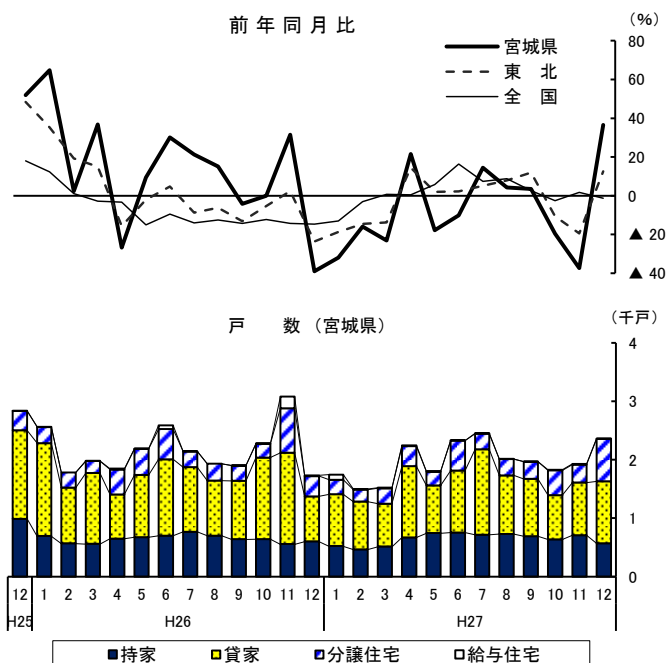 前年同月比
(%)
宮城県
東　北
全　国
80
60
40
20
0
▲ 20
▲ 40
戸　数（宮城県）
(千戸)
4
3
2
1
0
12 1 2 3 4 5 6 7 8 9 10 11 12 1 2 3 4 5 6 7 8 9 10 11 12
H25 H26 H27
持家 貸家 分譲住宅 給与住宅